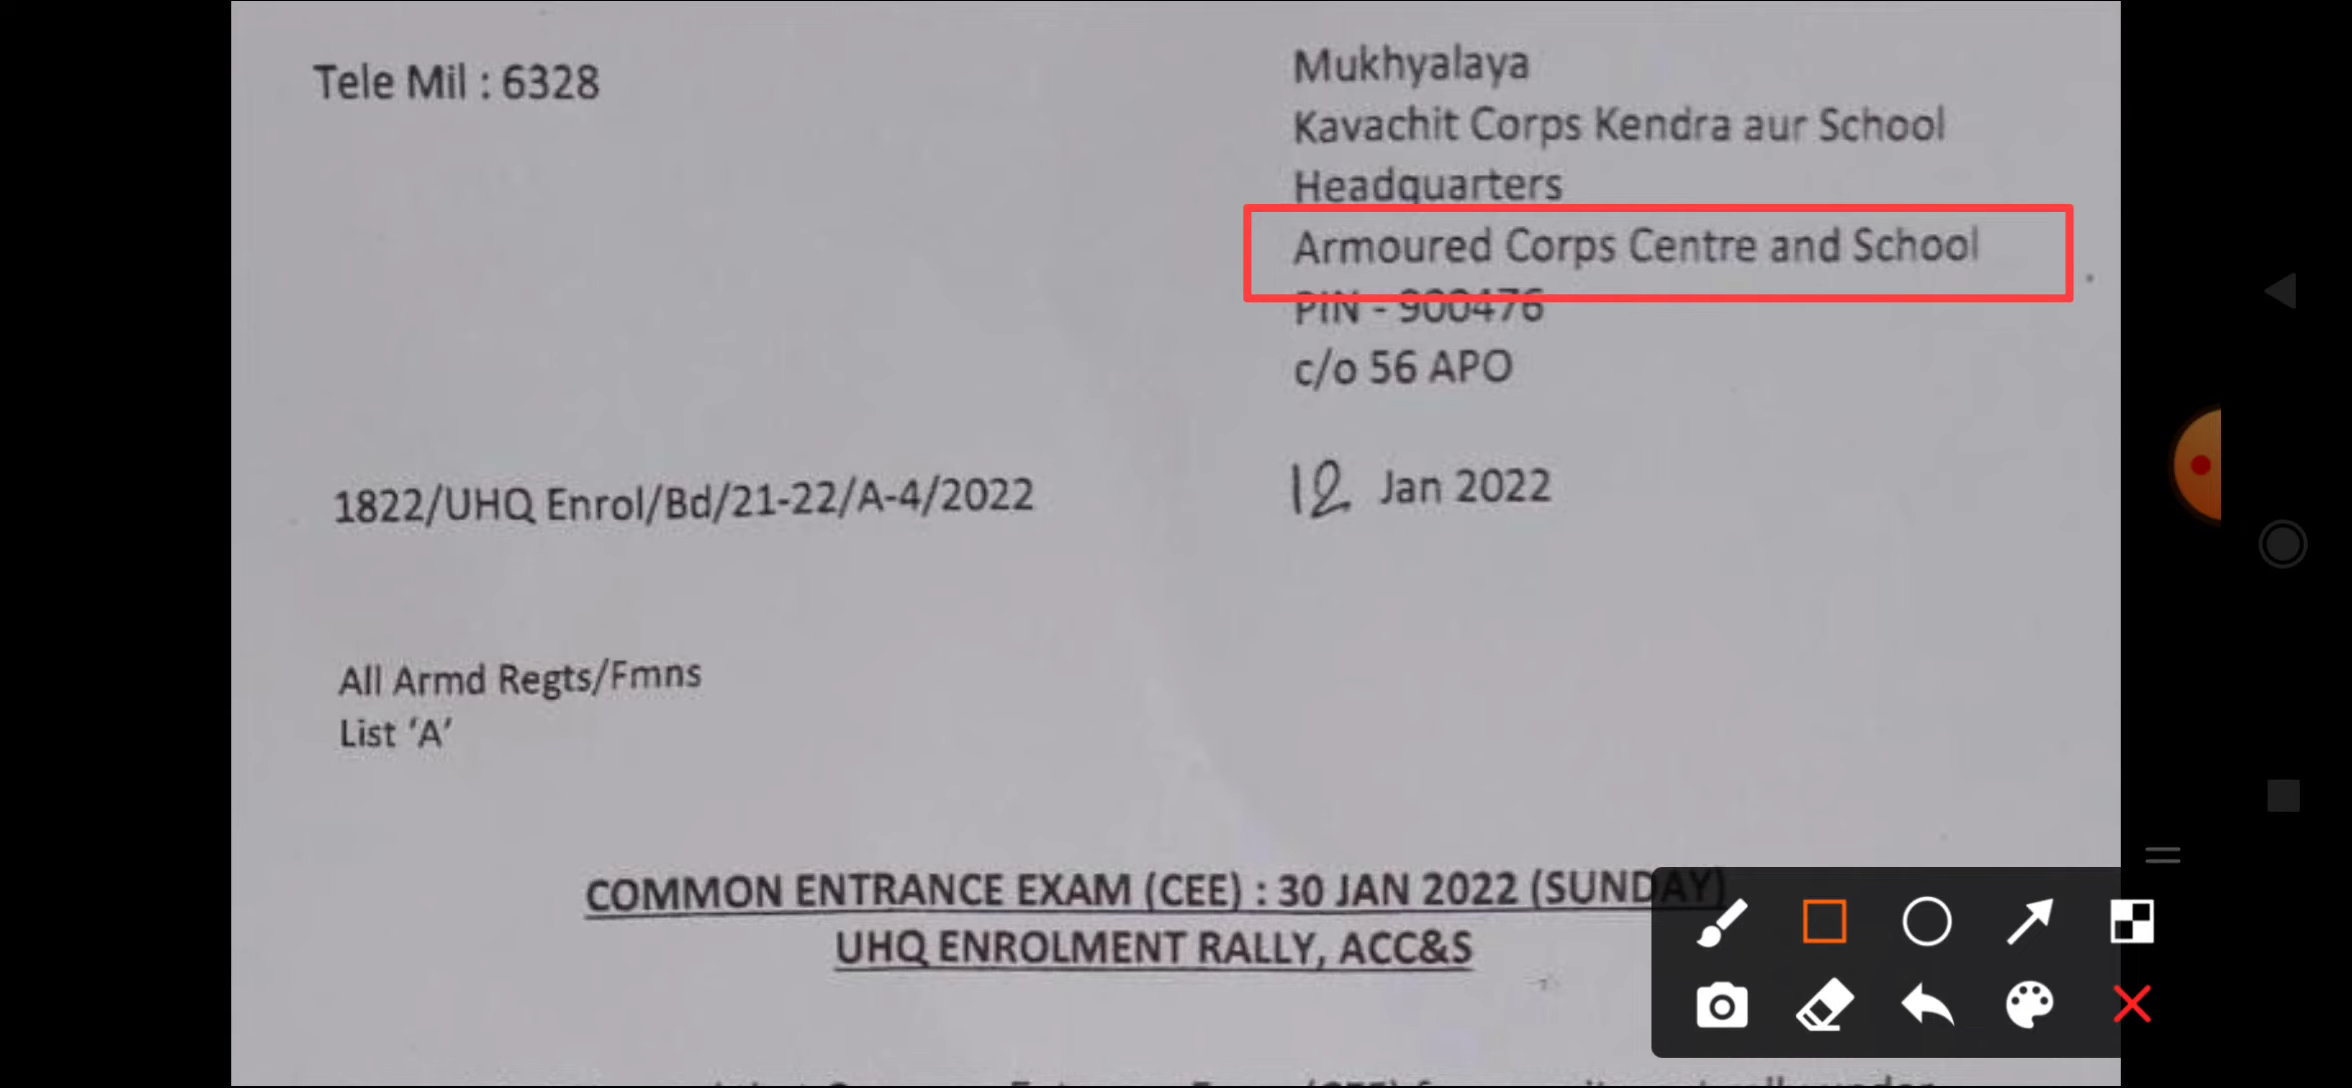 Tele Mil : 6328
Mukhyalaya
Kavachit Corps Kendra aur School
Headquarters
Armoured Corps Centre and School
PIN - 900476
c/o 56 APO
1822/UHQ Enrol/Bd/21-22/A-4/2022
12 Jan 2022
All Armd Regts/Fmns
List ‘A’
COMMON ENTRANCE EXAM (CEE) : 30 JAN 2022 (SUNDAY)
UHQ ENROLMENT RALLY, ACC&S